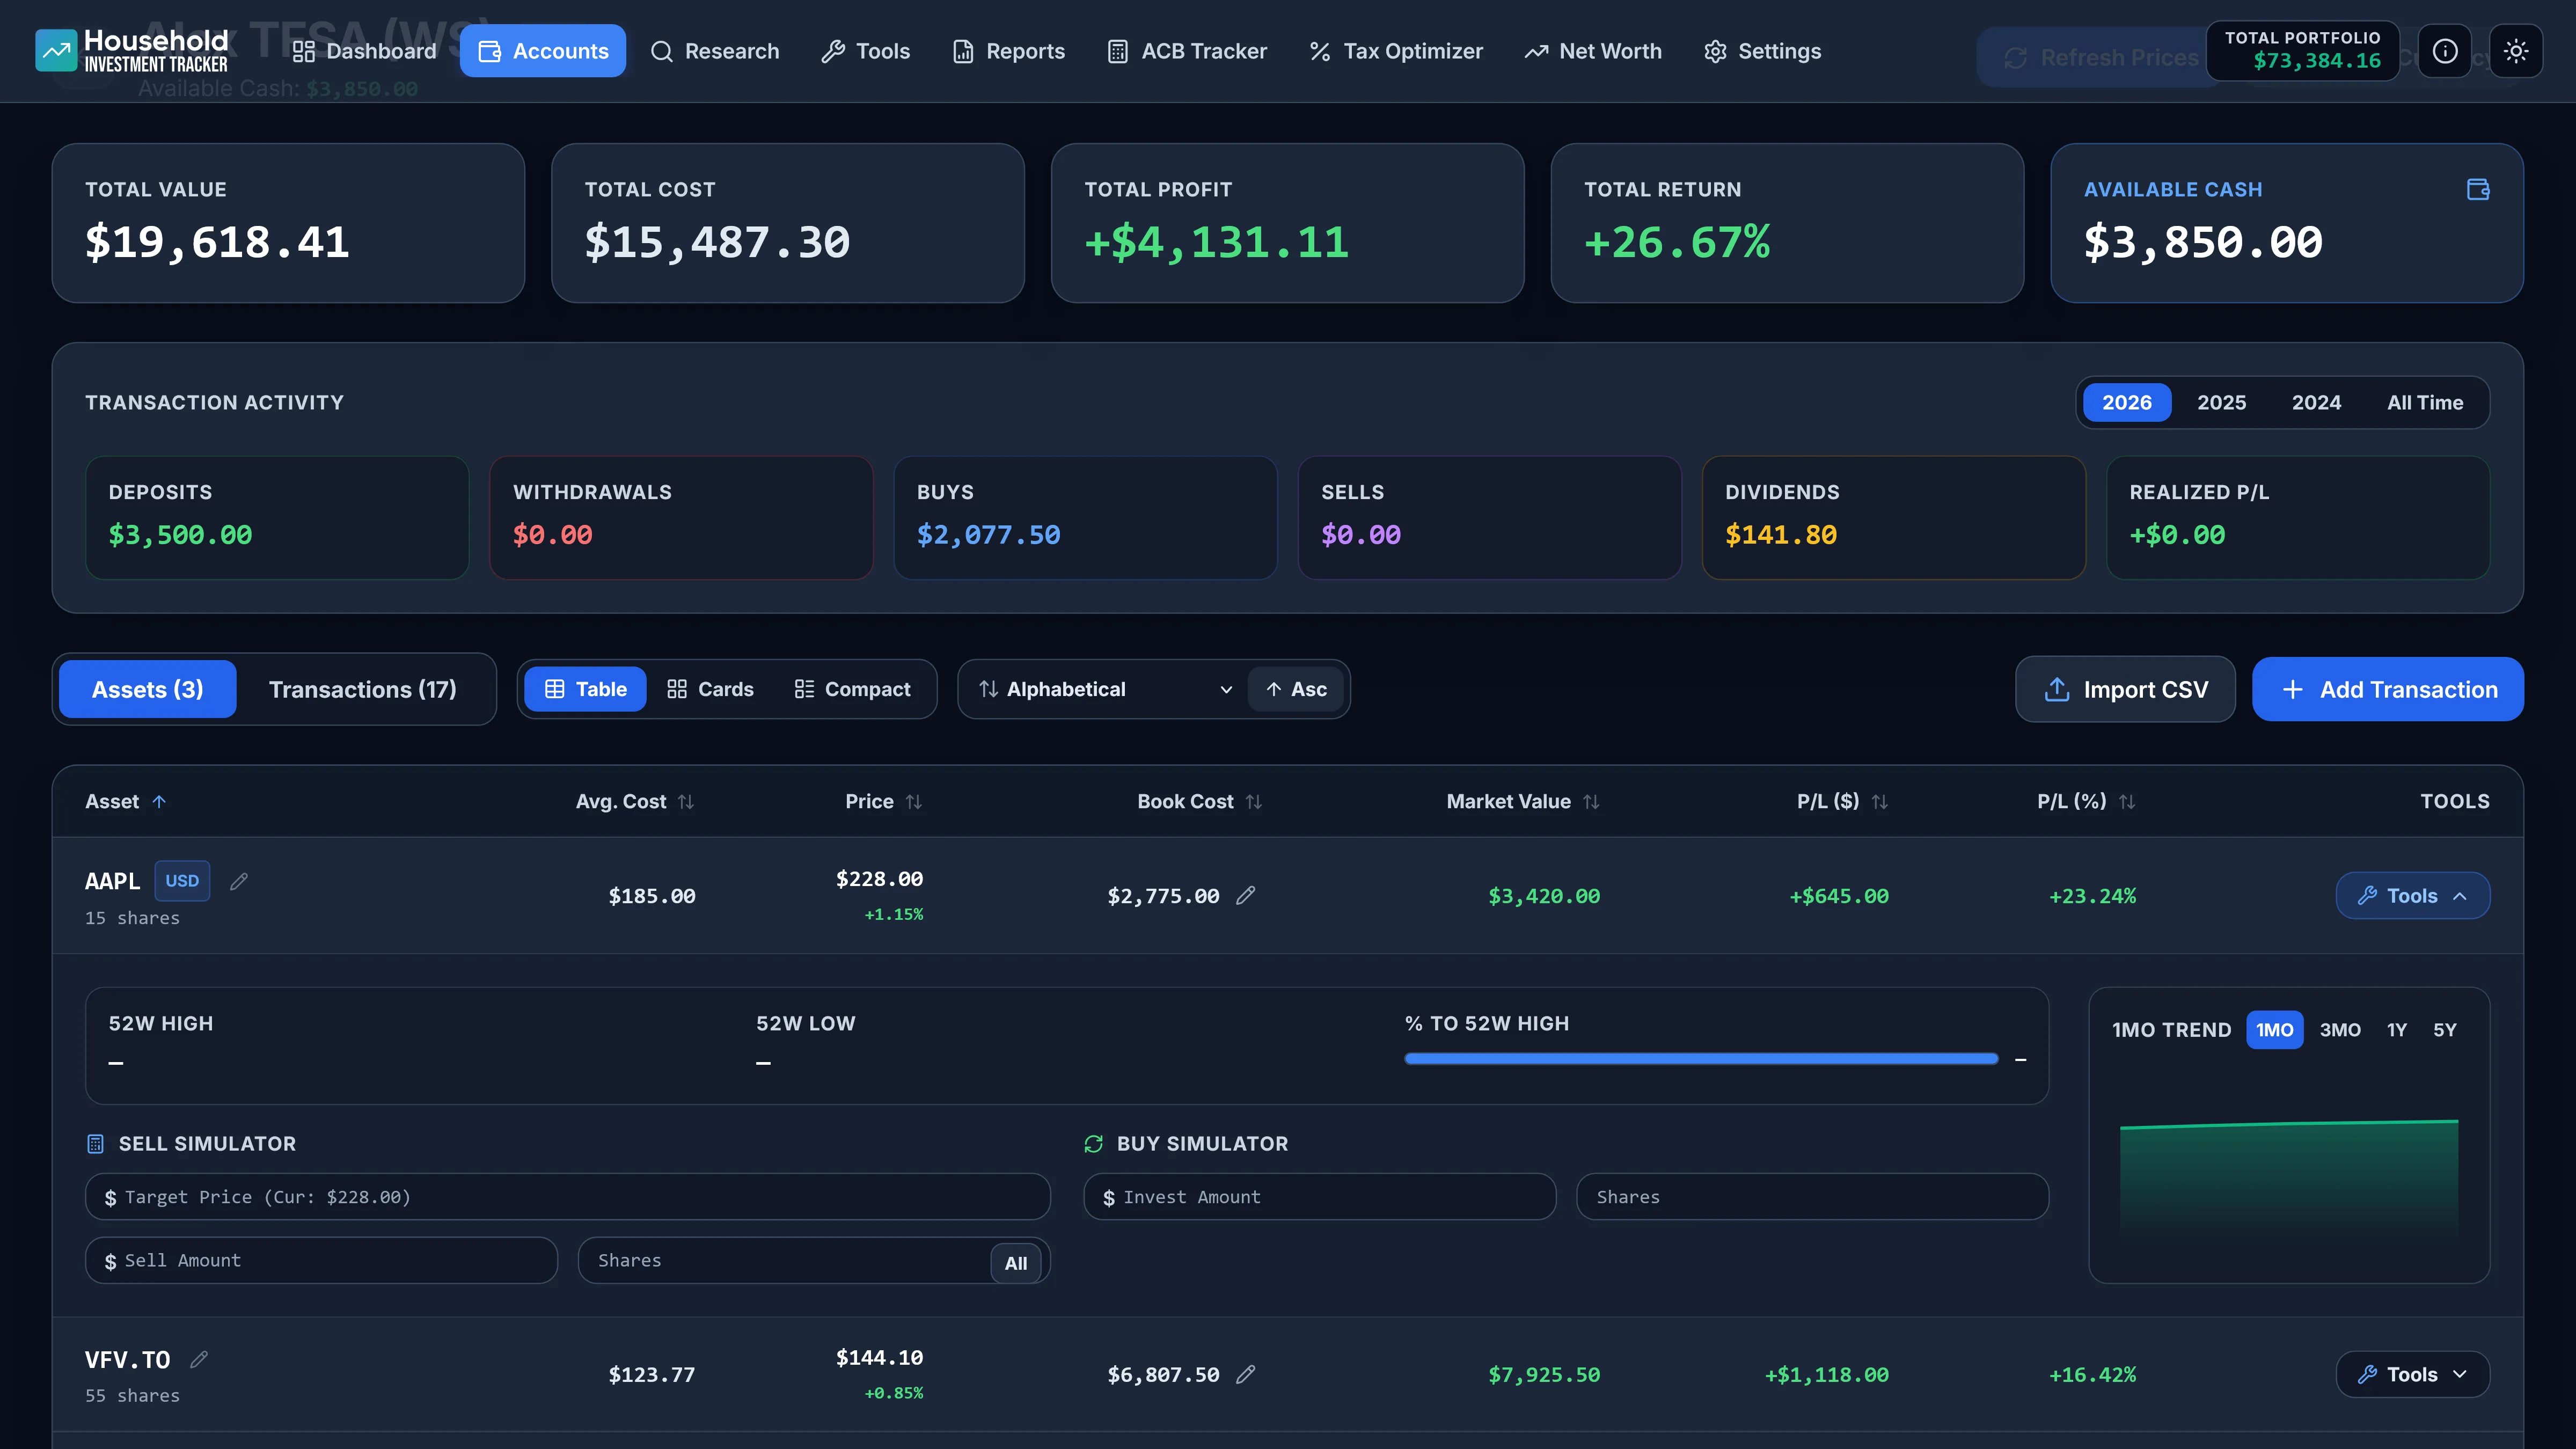 Household
INVESTMENT TRACKER
Dashboard
Accounts
Research
Tools
Reports
ACB Tracker
Tax Optimizer
Net Worth
Settings
Refresh Prices
TOTAL PORTFOLIO
$73,384.16
TFSA
Available Cash: $3,850.00
TOTAL VALUE
$19,618.41
TOTAL COST
$15,487.30
TOTAL PROFIT
+$4,131.11
TOTAL RETURN
+26.67%
AVAILABLE CASH
$3,850.00
TRANSACTION ACTIVITY
2026 2025 2024 All Time
DEPOSITS
$3,500.00
WITHDRAWALS
$0.00
BUYS
$2,077.50
SELLS
$0.00
DIVIDENDS
$141.80
REALIZED P/L
+$0.00
Assets (3) Transactions (17)
Table Cards Compact
Alphabetical Asc
Import CSV
Add Transaction
Asset Avg. Cost Price Book Cost Market Value P/L ($) P/L (%) TOOLS
AAPL USD
15 shares
$185.00
$228.00
+1.15%
$2,775.00
$3,420.00
+$645.00
+23.24%
Tools
52W HIGH
–
52W LOW
–
% TO 52W HIGH
–
1MO TREND 1MO 3MO 1Y 5Y
SELL SIMULATOR
$ Target Price (Cur: $228.00)
$ Sell Amount
Shares All
BUY SIMULATOR
$ Invest Amount
Shares
VFV.TO
55 shares
$123.77
$144.10
+0.85%
$6,807.50
$7,925.50
+$1,118.00
+16.42%
Tools